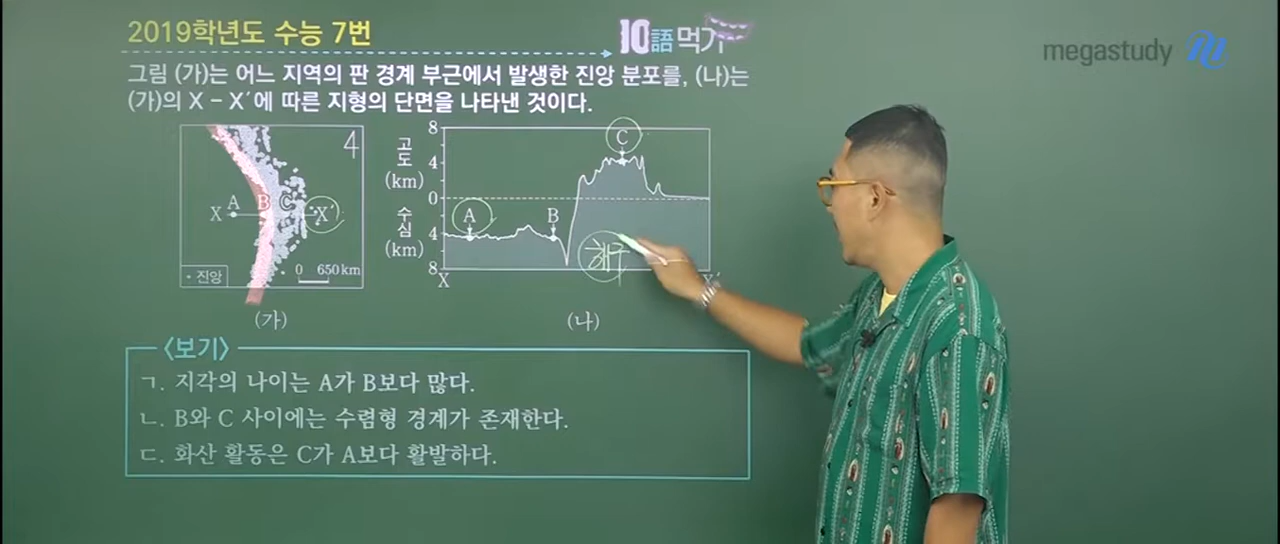 2019학년도 수능 7번
10語먹기
megastudy
그림 (가)는 어느 지역의 판 경계 부근에서 발생한 진앙 분포를, (나)는
(가)의 X - X′에 따른 지형의 단면을 나타낸 것이다.
4
X A B C X′
• 진앙
0 650km
(가)
고도 (km)
수심 (km)
8
4
0
4
8
A
B
C
해구
X
X′
(나)
〈보기〉
ㄱ. 지각의 나이는 A가 B보다 많다.
ㄴ. B와 C 사이에는 수렴형 경계가 존재한다.
ㄷ. 화산 활동은 C가 A보다 활발하다.